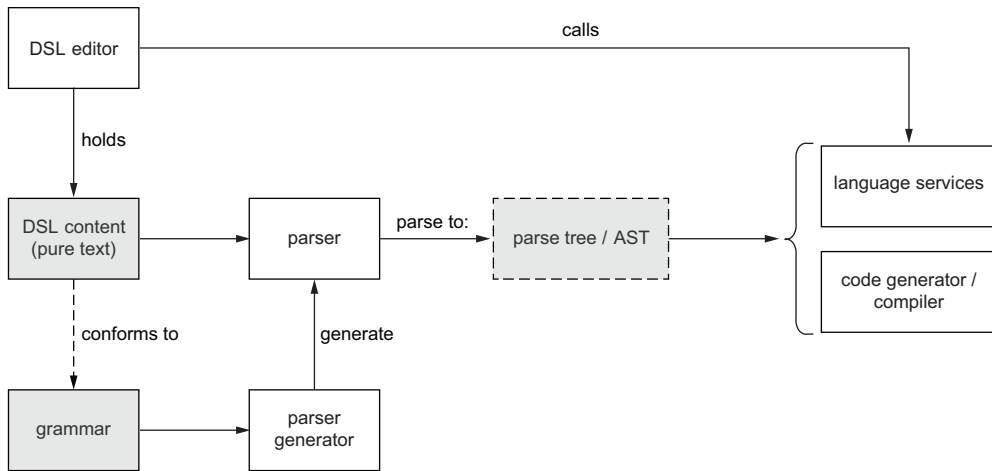 calls
DSL editor
holds
language services
DSL content
(pure text)
parser
parse to:
parse tree / AST
code generator /
compiler
conforms to
generate
grammar
parser
generator